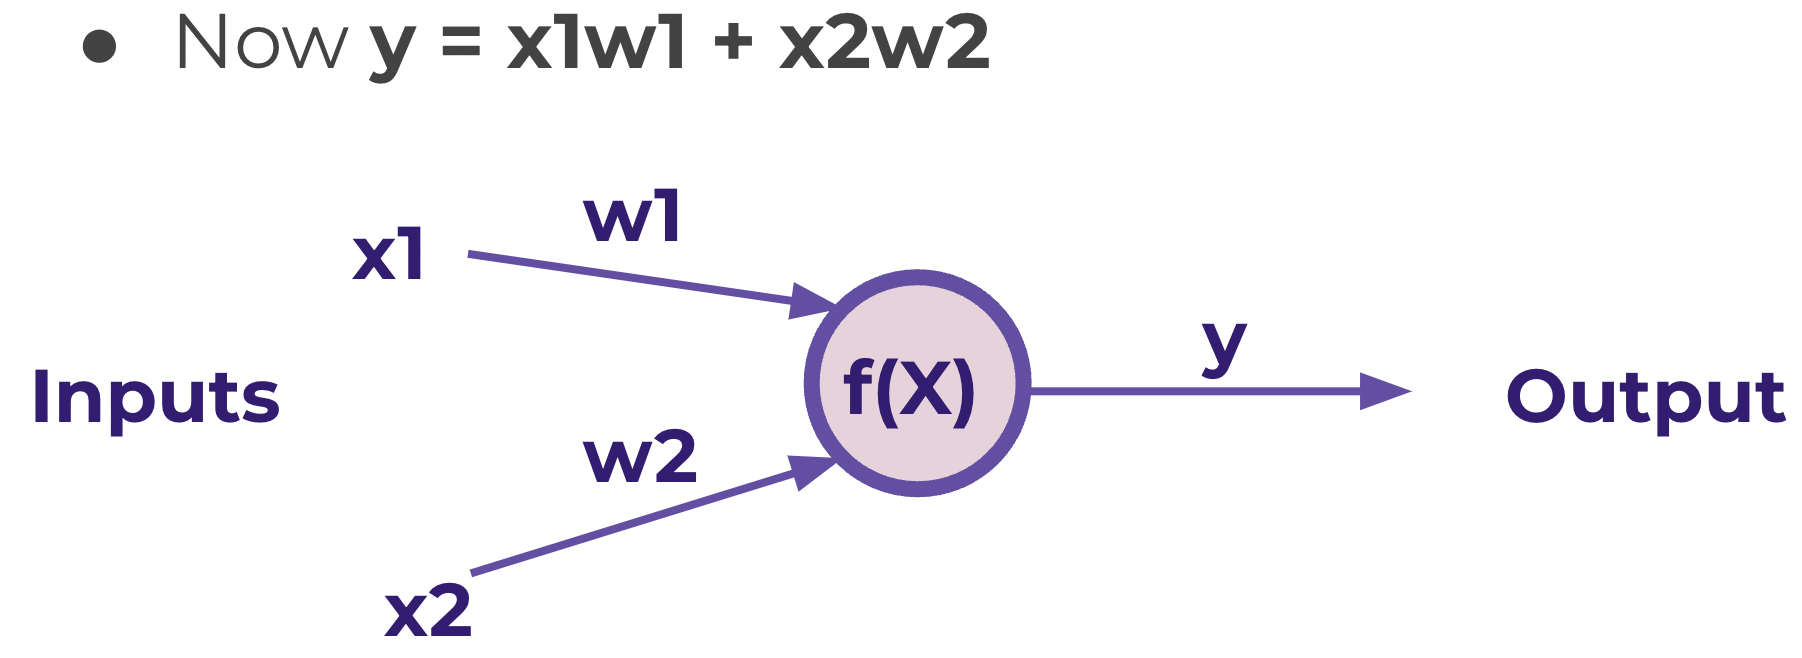 ● Now y = x1w1 + x2w2
w1
x1
f(X)
y
Inputs
Output
w2
x2